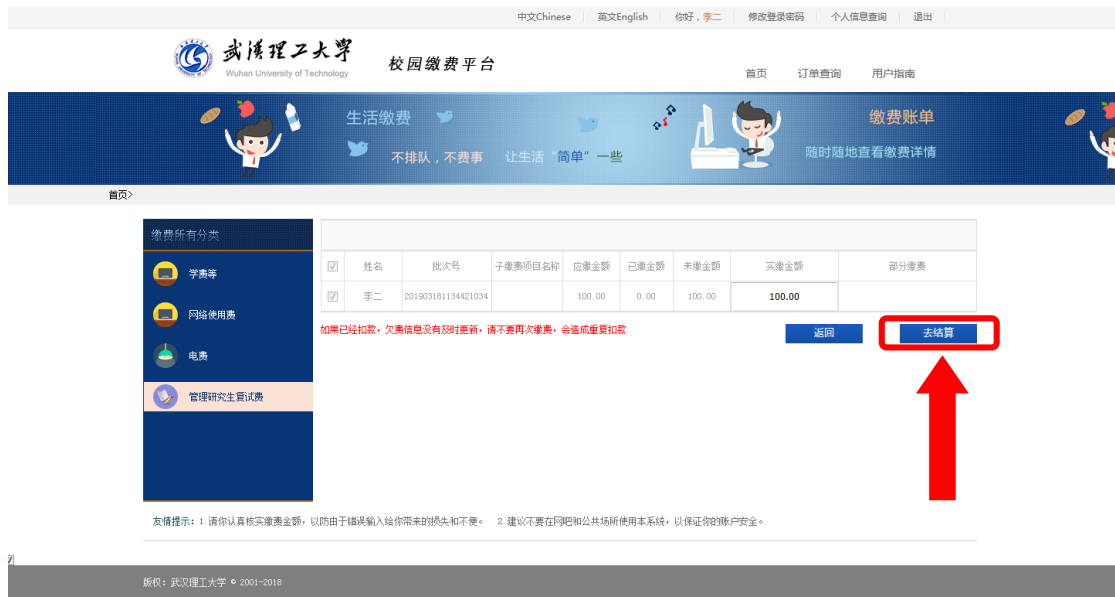 中文Chinese 英文English 你好，李二 修改登录密码 个人信息查询 退出
武汉理工大学
Wuhan University of Technology
校园缴费平台
首页 订单查询 用户指南
生活缴费
不排队，不费事 让生活“简单”一些
缴费账单
随时随地查看缴费详情
首页>
缴费所有分类
学费等
网络使用费
电费
管理研究生复试费
姓名 批次号 子缴费项目名称 应缴金额 已缴金额 未缴金额 实缴金额 部分缴费
李二 201903181134421034 100.00 0.00 100.00 100.00
如果已经扣款，欠费信息没有及时更新，请不要再次缴费，会造成重复扣款
返回 去结算
友情提示：1.请你认真核实缴费金额，以防由于错误输入给你带来的损失和不便。 2.建议不要在网吧和公共场所使用本系统，以保证你的账户安全。
版权：武汉理工大学 © 2001-2018